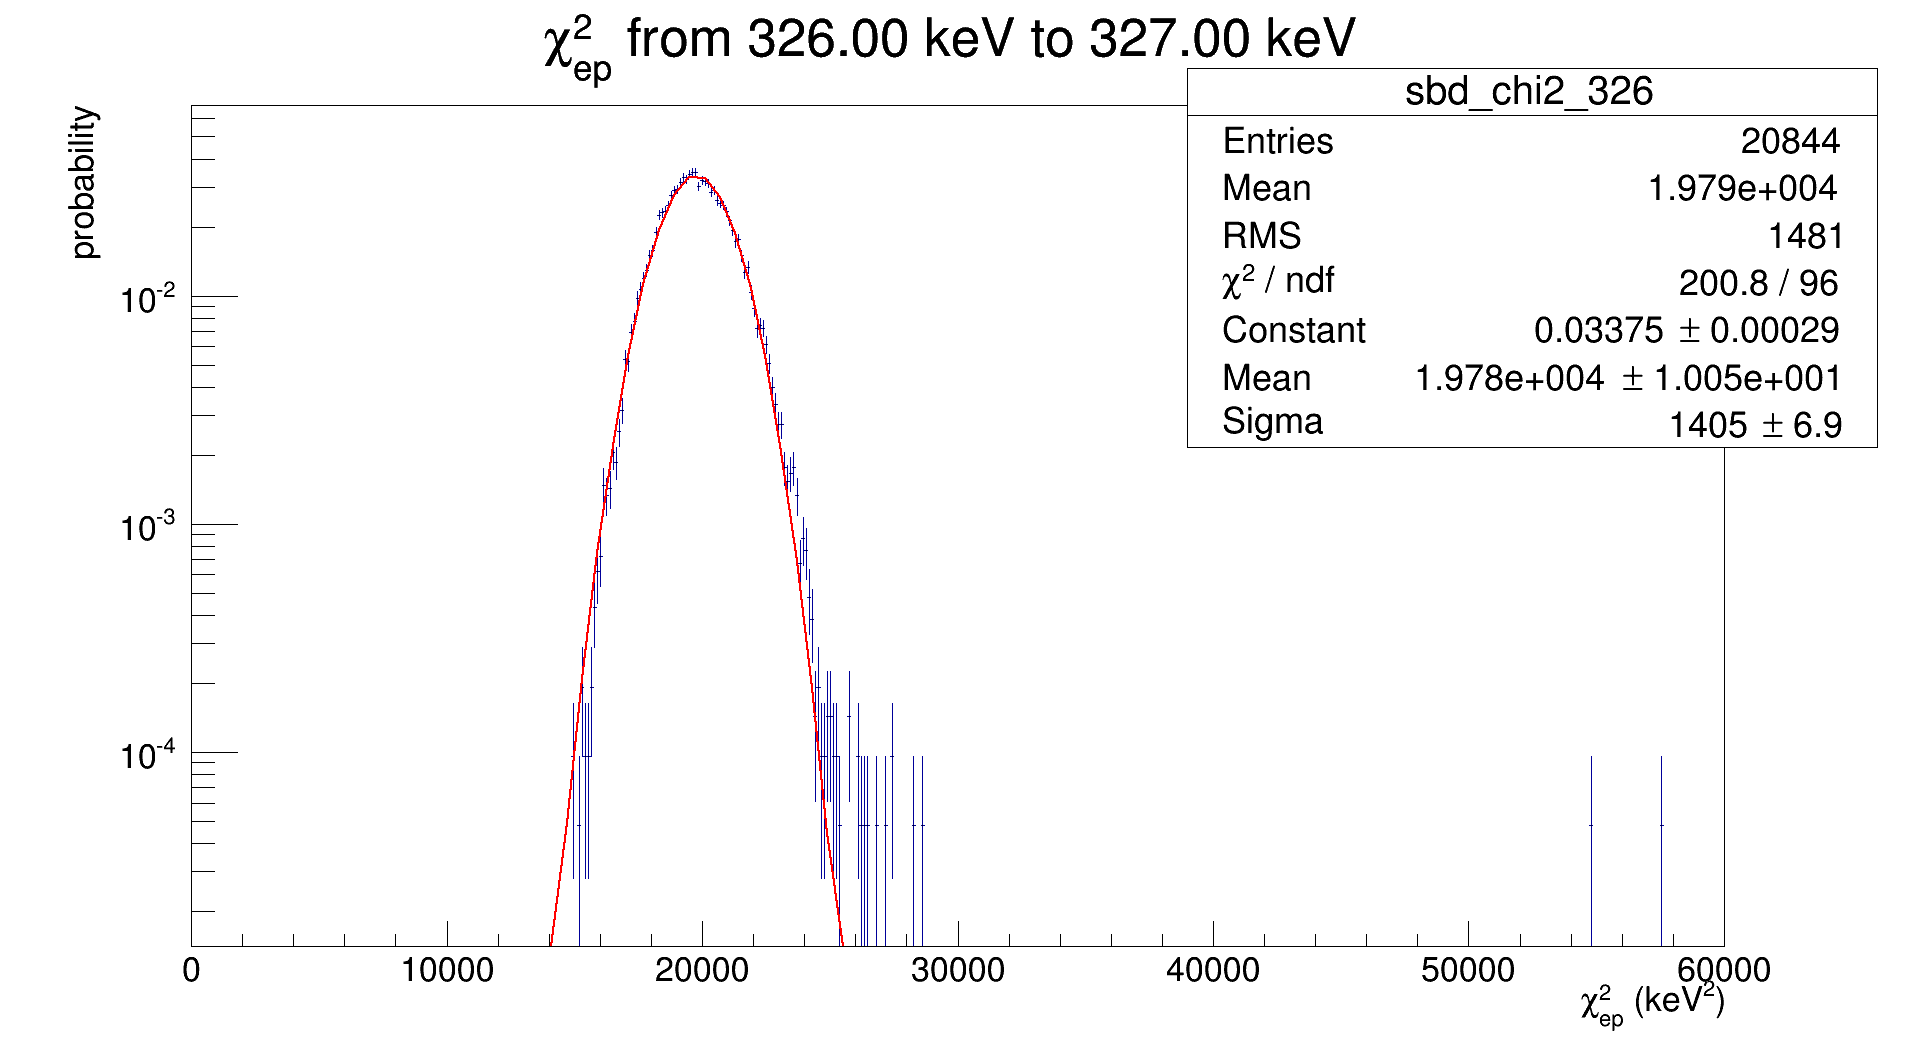 χ²ep from 326.00 keV to 327.00 keV
sbd_chi2_326
Entries 20844
Mean 1.979e+004
RMS 1481
χ² / ndf 200.8 / 96
Constant 0.03375 ± 0.00029
Mean 1.978e+004 ± 1.005e+001
Sigma 1405 ± 6.9
probability
10⁻²
10⁻³
10⁻⁴
0 10000 20000 30000 40000 50000 60000
χ²ep (keV²)